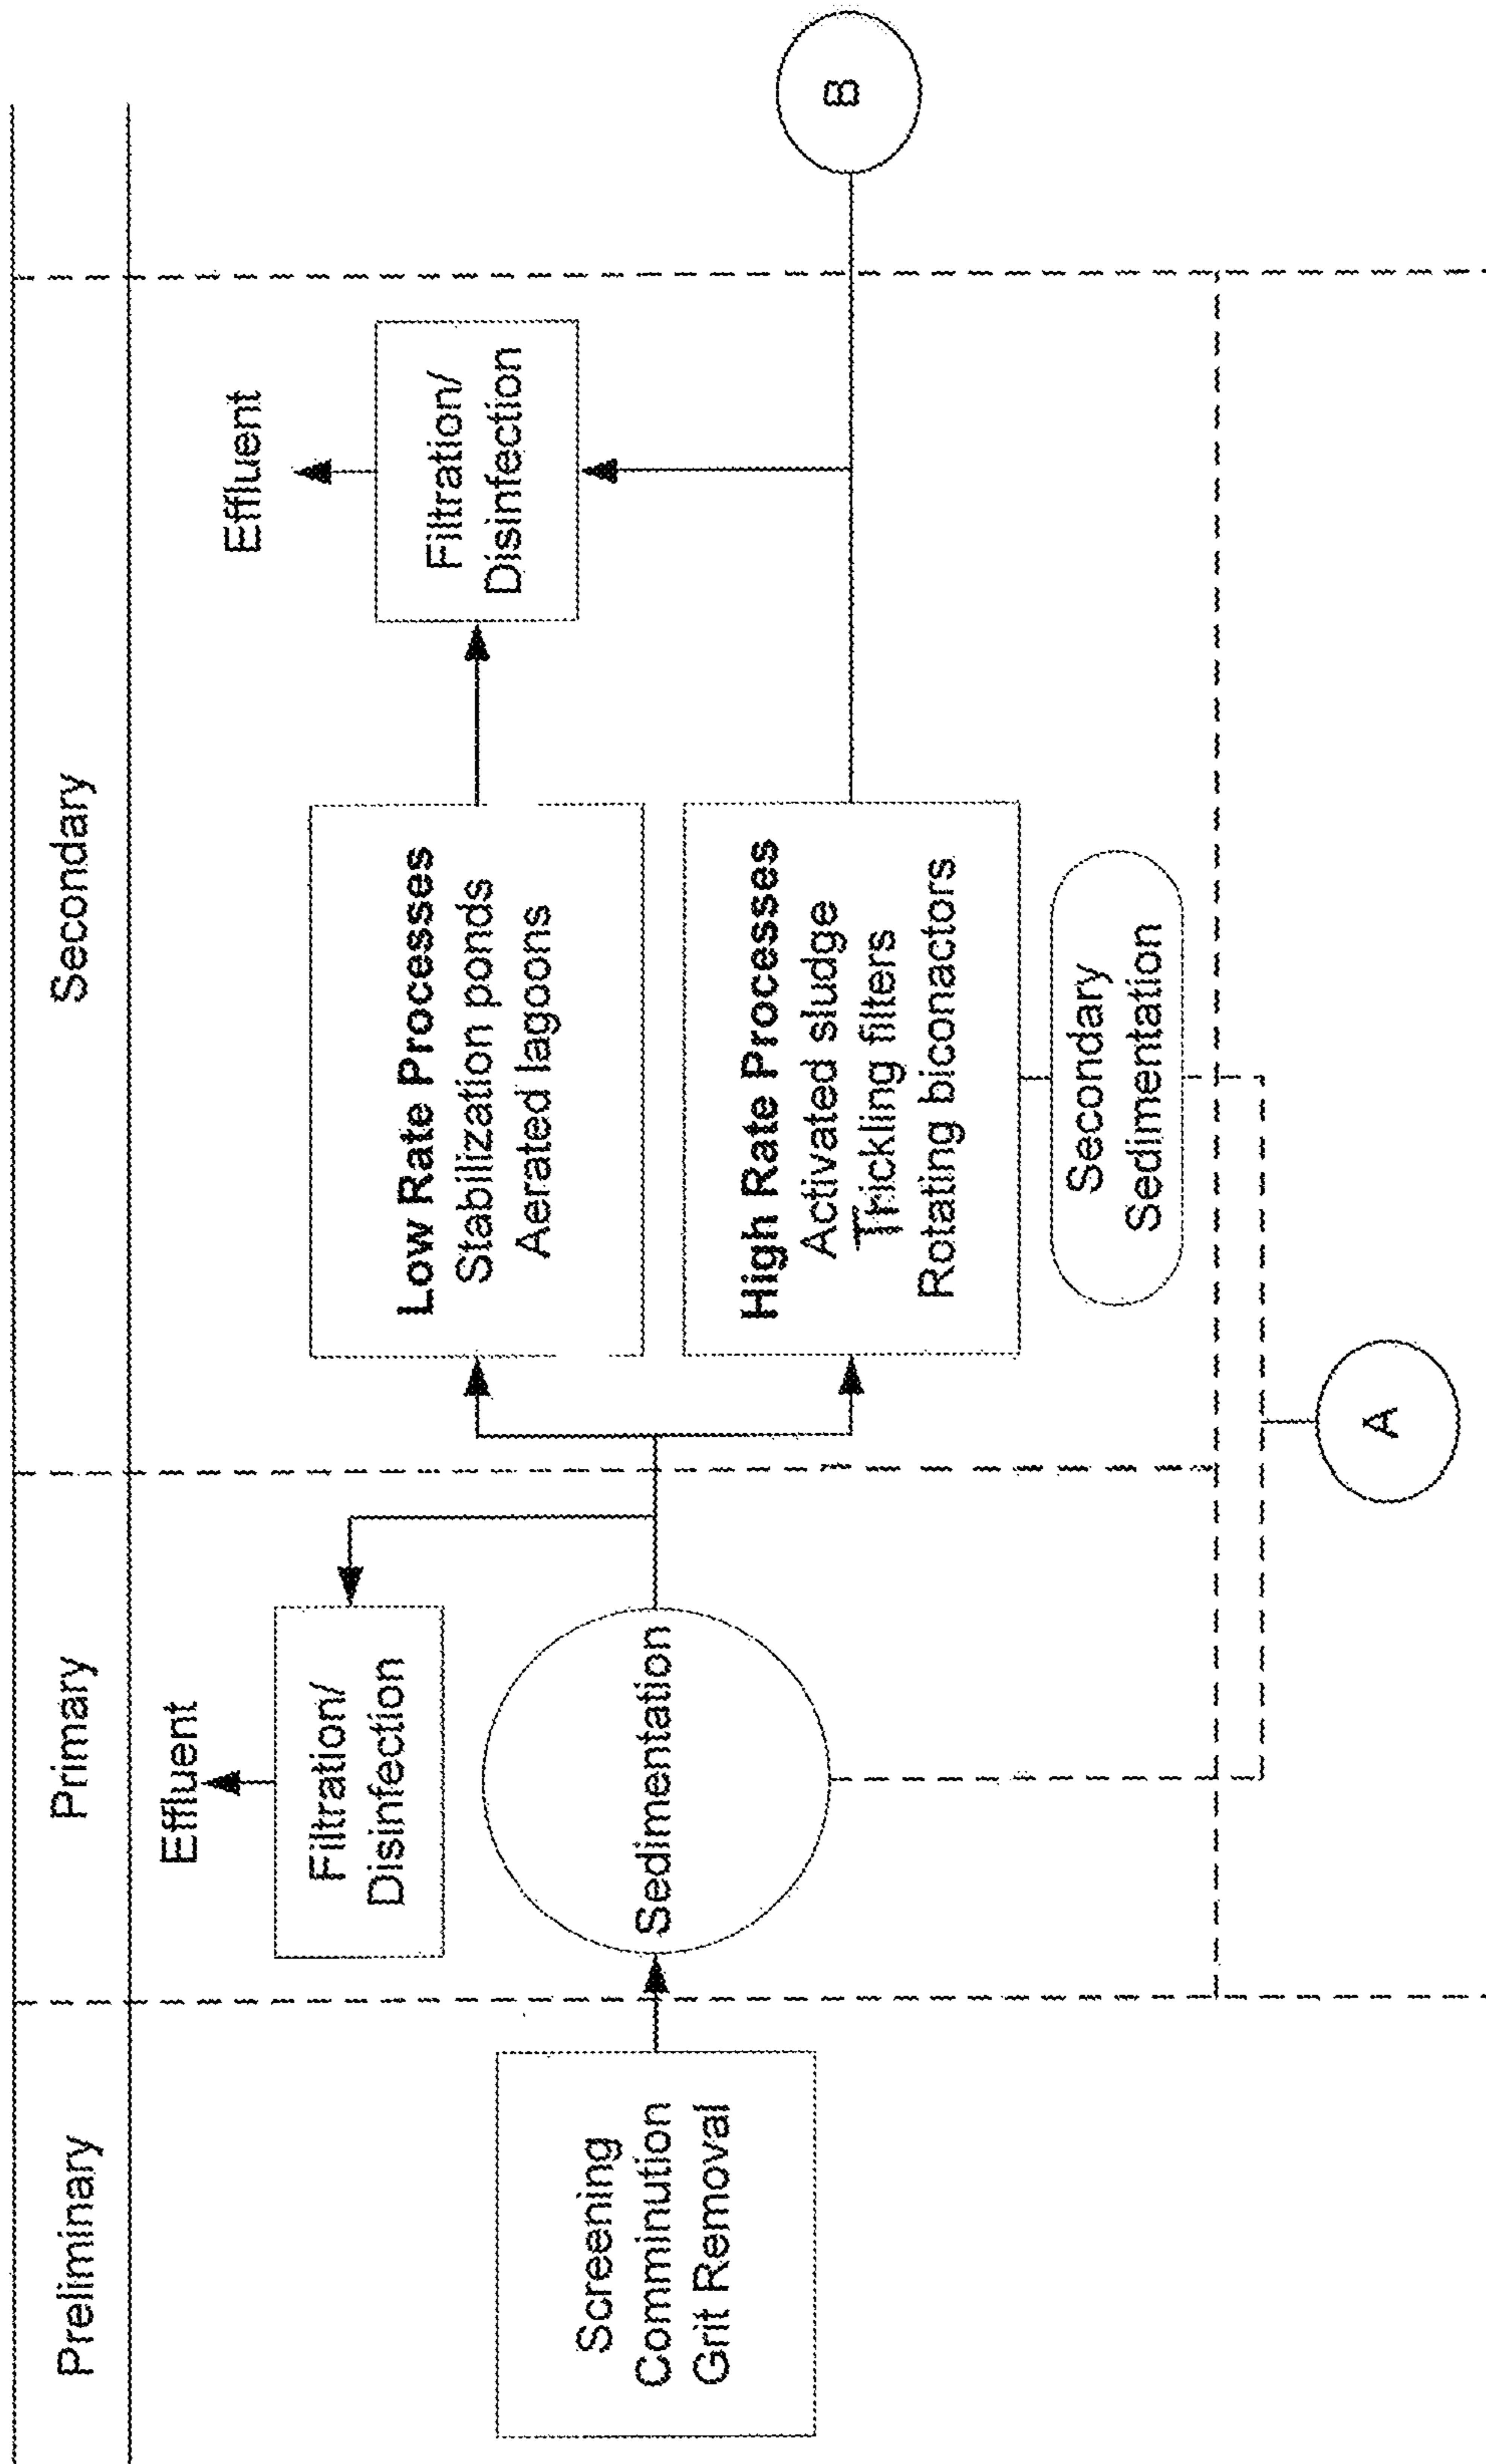 Preliminary
Primary
Secondary
Screening
Comminution
Grit Removal
Effluent
Filtration/
Disinfection
Sedimentation
Low Rate Processes
Stabilization ponds
Aerated lagoons
High Rate Processes
Activated sludge
Trickling filters
Rotating biconactors
Secondary
Sedimentation
Effluent
Filtration/
Disinfection
A
B